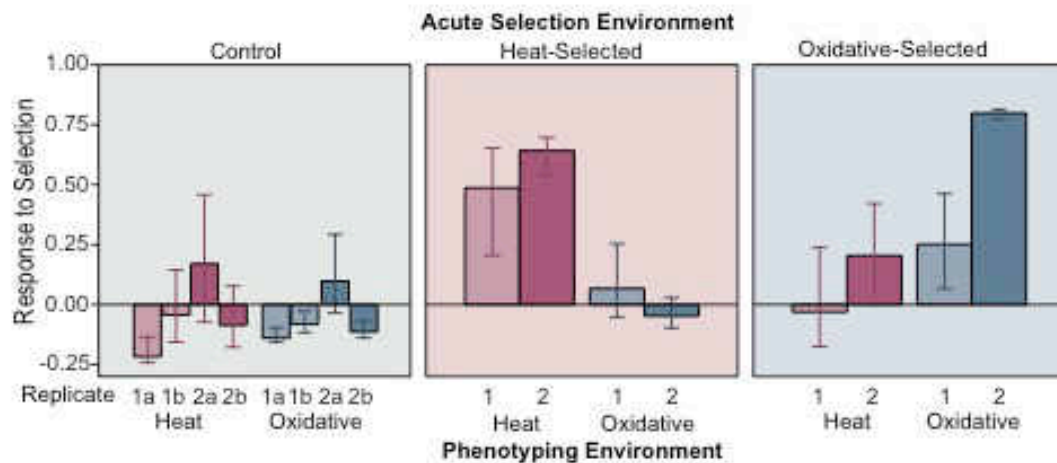 Acute Selection Environment
Control Heat-Selected Oxidative-Selected
Response to Selection
1.00
0.75
0.50
0.25
0.00
-0.25
Replicate 1a 1b 2a 2b 1a 1b 2a 2b 1 2 1 2 1 2 1 2
Heat Oxidative Heat Oxidative Heat Oxidative
Phenotyping Environment